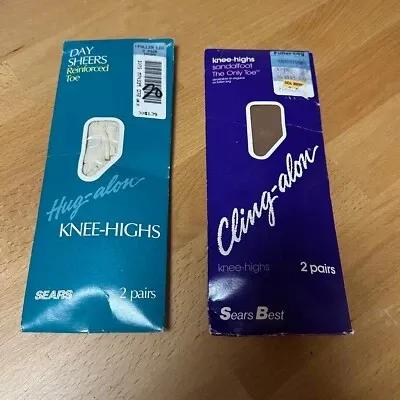 DAY
SHEERS
Reinforced
Toe
Hug-alon
KNEE-HIGHS
SEARS
2 pairs
knee-highs
sandalfoot
The Only Toe
Cling-alon
knee-highs
2 pairs
Sears Best